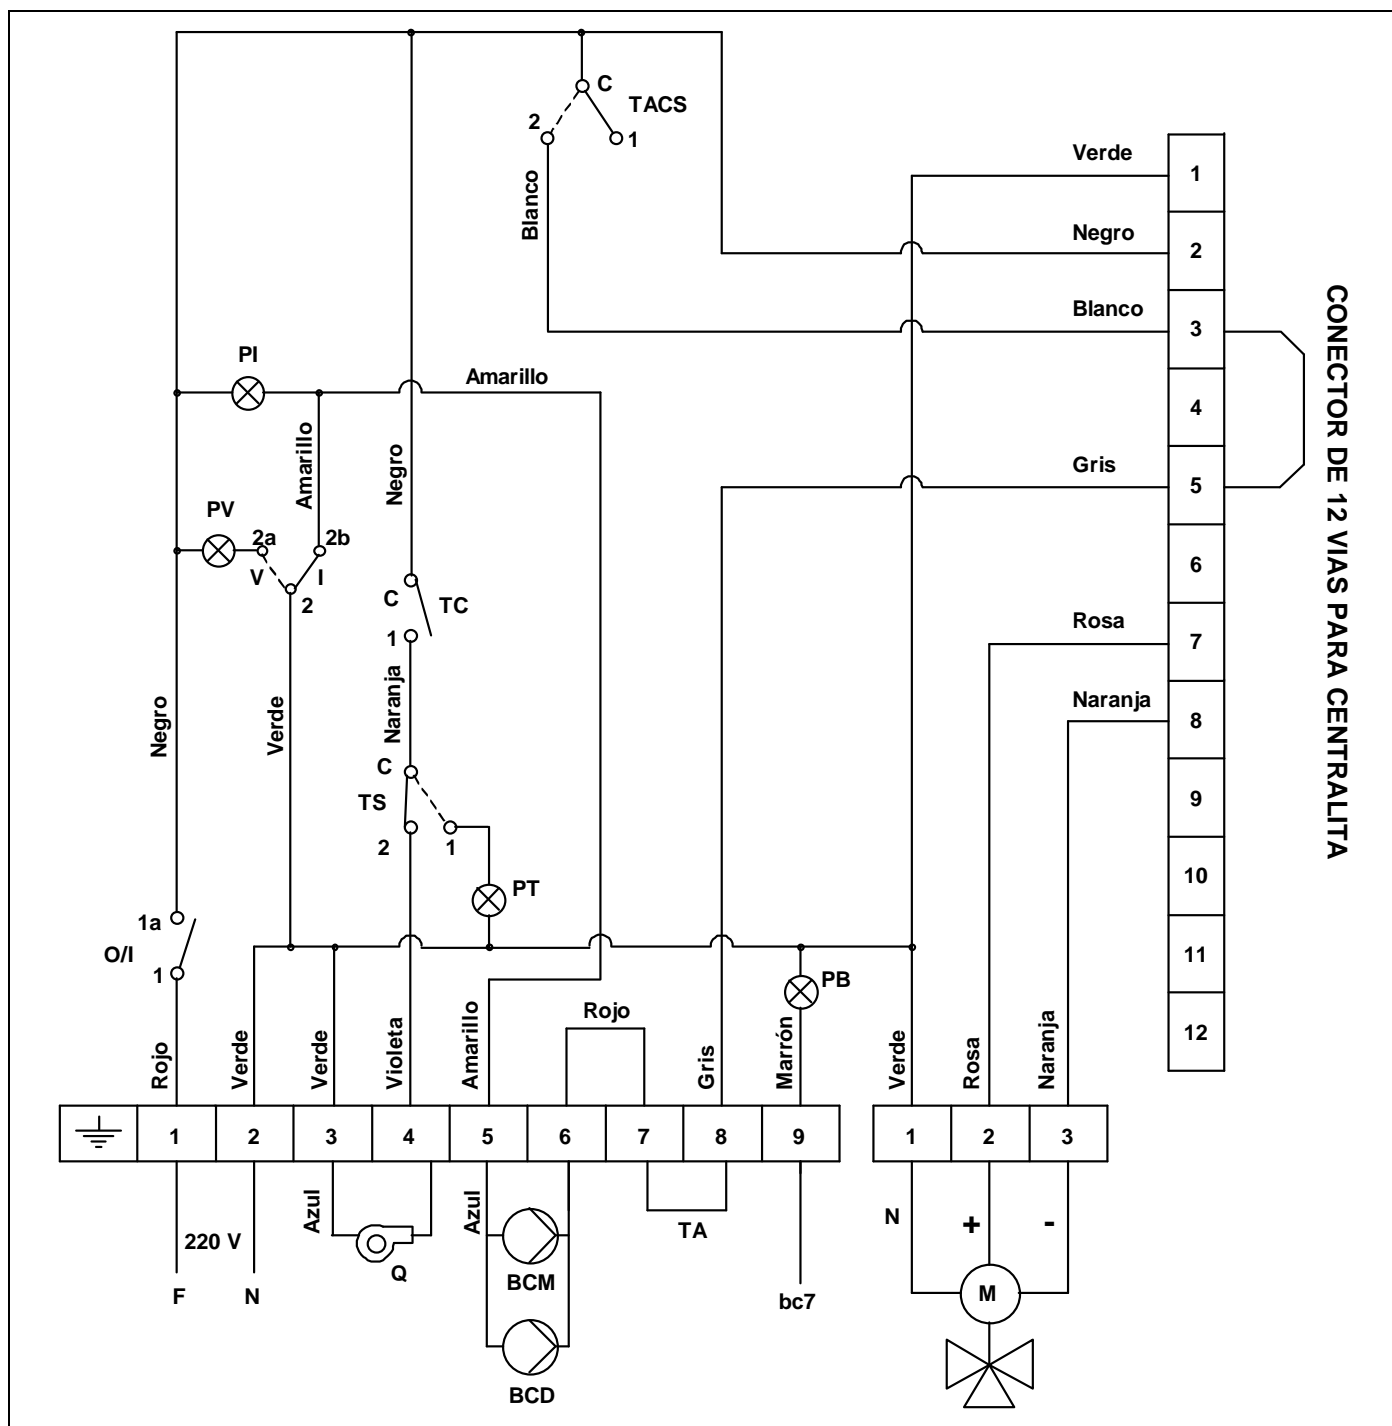 C
TACS
2
1
Blanco
Verde
1
Negro
2
Blanco
3
4
Gris
5
6
Rosa
7
Naranja
8
9
10
11
12
CONECTOR DE 12 VIAS PARA CENTRALITA
PI
Amarillo
Amarillo
Negro
PV
2a
2b
V
I
2
C
TC
1
Negro
Verde
Naranja
C
TS
2
1
PT
1a
O/I
1
PB
Rojo
Rojo
Verde
Verde
Violeta
Amarillo
Gris
Marrón
Verde
Rosa
Naranja
1
2
3
4
5
6
7
8
9
1
2
3
Azul
Azul
220 V
F
N
Q
BCM
BCD
TA
bc7
N
+
-
M